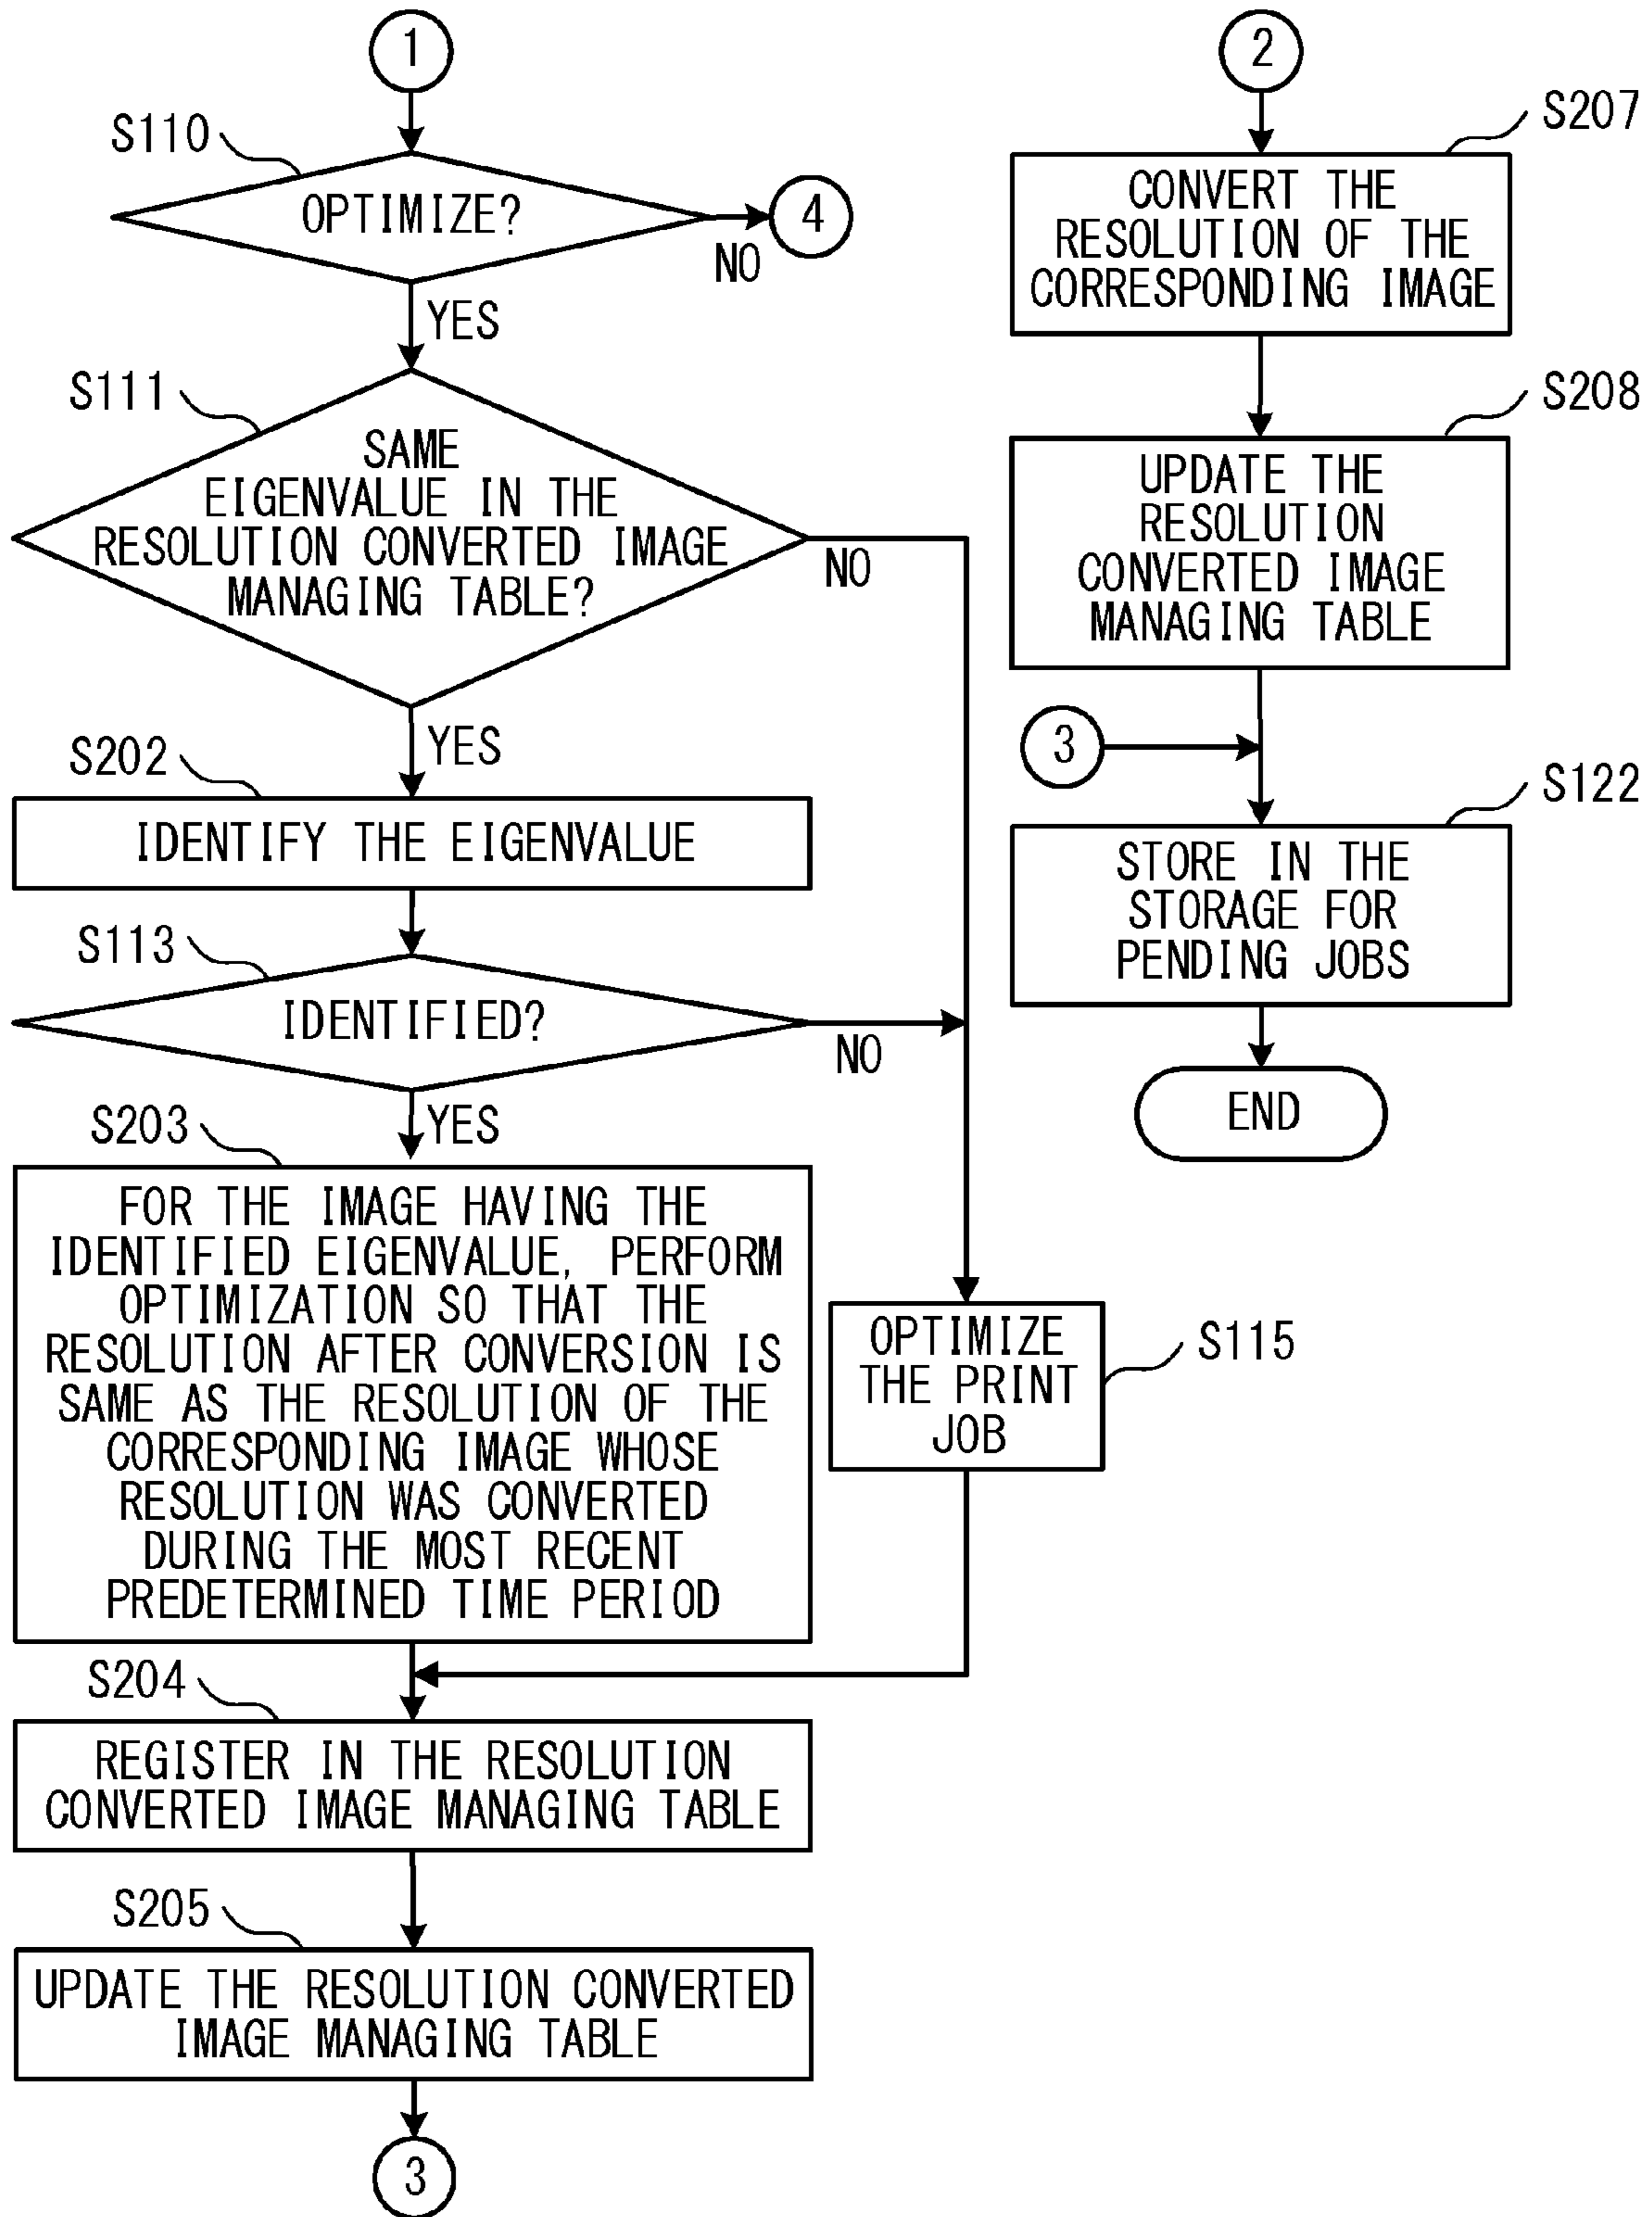 1
S110
OPTIMIZE?
4
NO
YES
S111
SAME
EIGENVALUE IN THE
RESOLUTION CONVERTED IMAGE
MANAGING TABLE?
NO
YES
S202
IDENTIFY THE EIGENVALUE
S113
IDENTIFIED?
NO
YES
S203
FOR THE IMAGE HAVING THE
IDENTIFIED EIGENVALUE, PERFORM
OPTIMIZATION SO THAT THE
RESOLUTION AFTER CONVERSION IS
SAME AS THE RESOLUTION OF THE
CORRESPONDING IMAGE WHOSE
RESOLUTION WAS CONVERTED
DURING THE MOST RECENT
PREDETERMINED TIME PERIOD
OPTIMIZE
THE PRINT
JOB
S115
S204
REGISTER IN THE RESOLUTION
CONVERTED IMAGE MANAGING TABLE
S205
UPDATE THE RESOLUTION CONVERTED
IMAGE MANAGING TABLE
3
2
S207
CONVERT THE
RESOLUTION OF THE
CORRESPONDING IMAGE
S208
UPDATE THE
RESOLUTION
CONVERTED IMAGE
MANAGING TABLE
3
S122
STORE IN THE
STORAGE FOR
PENDING JOBS
END